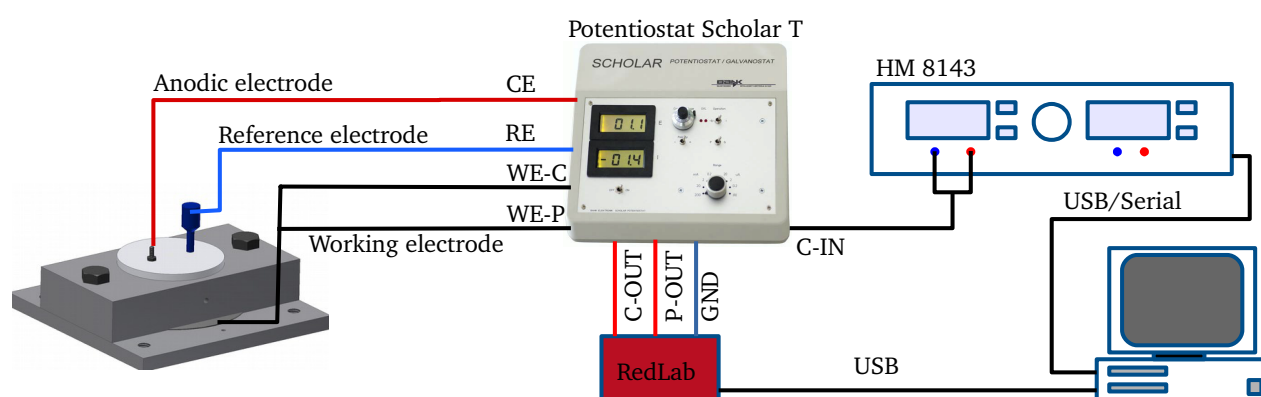 Potentiostat Scholar T
SCHOLAR POTENTIOSTAT / GALVANOSTAT
HM 8143
Anodic electrode
CE
Reference electrode
RE
01.1
-01.4
WE-C
WE-P
Working electrode
USB/Serial
C-IN
C-OUT
P-OUT
GND
RedLab
USB